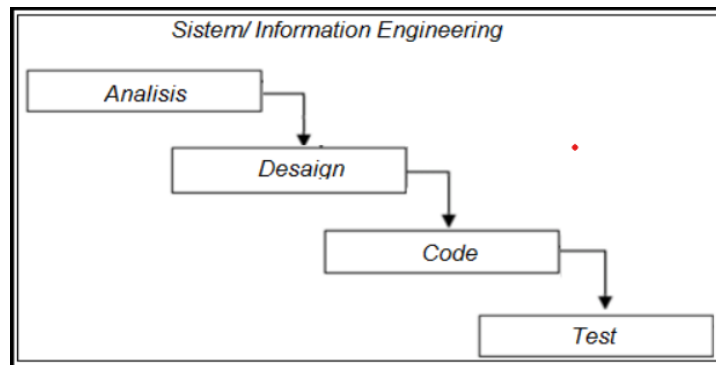 Sistem/ Information Engineering
Analisis
Desaign
Code
Test